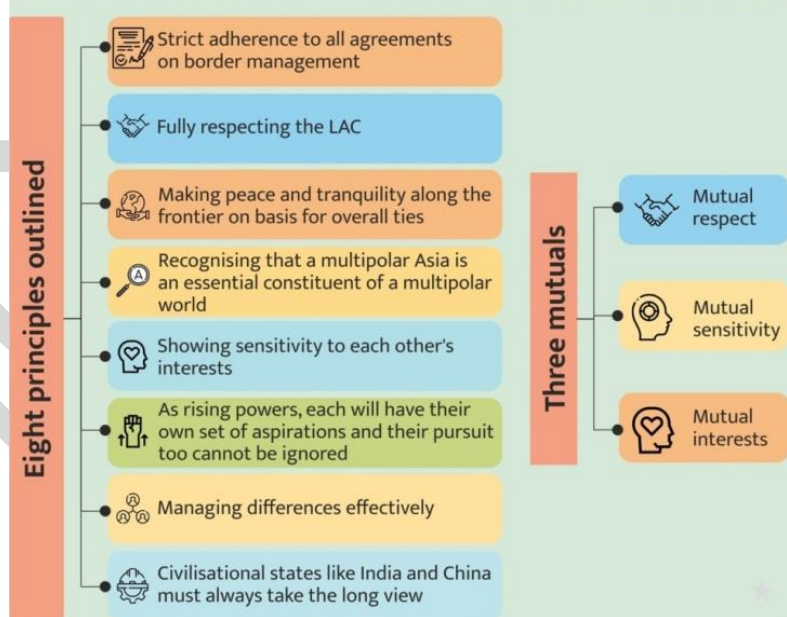 Eight principles outlined
Strict adherence to all agreements
on border management
Fully respecting the LAC
Making peace and tranquility along the
frontier on basis for overall ties
Recognising that a multipolar Asia is
an essential constituent of a multipolar
world
Showing sensitivity to each other's
interests
As rising powers, each will have their
own set of aspirations and their pursuit
too cannot be ignored
Managing differences effectively
Civilisational states like India and China
must always take the long view
Three mutuals
Mutual
respect
Mutual
sensitivity
Mutual
interests